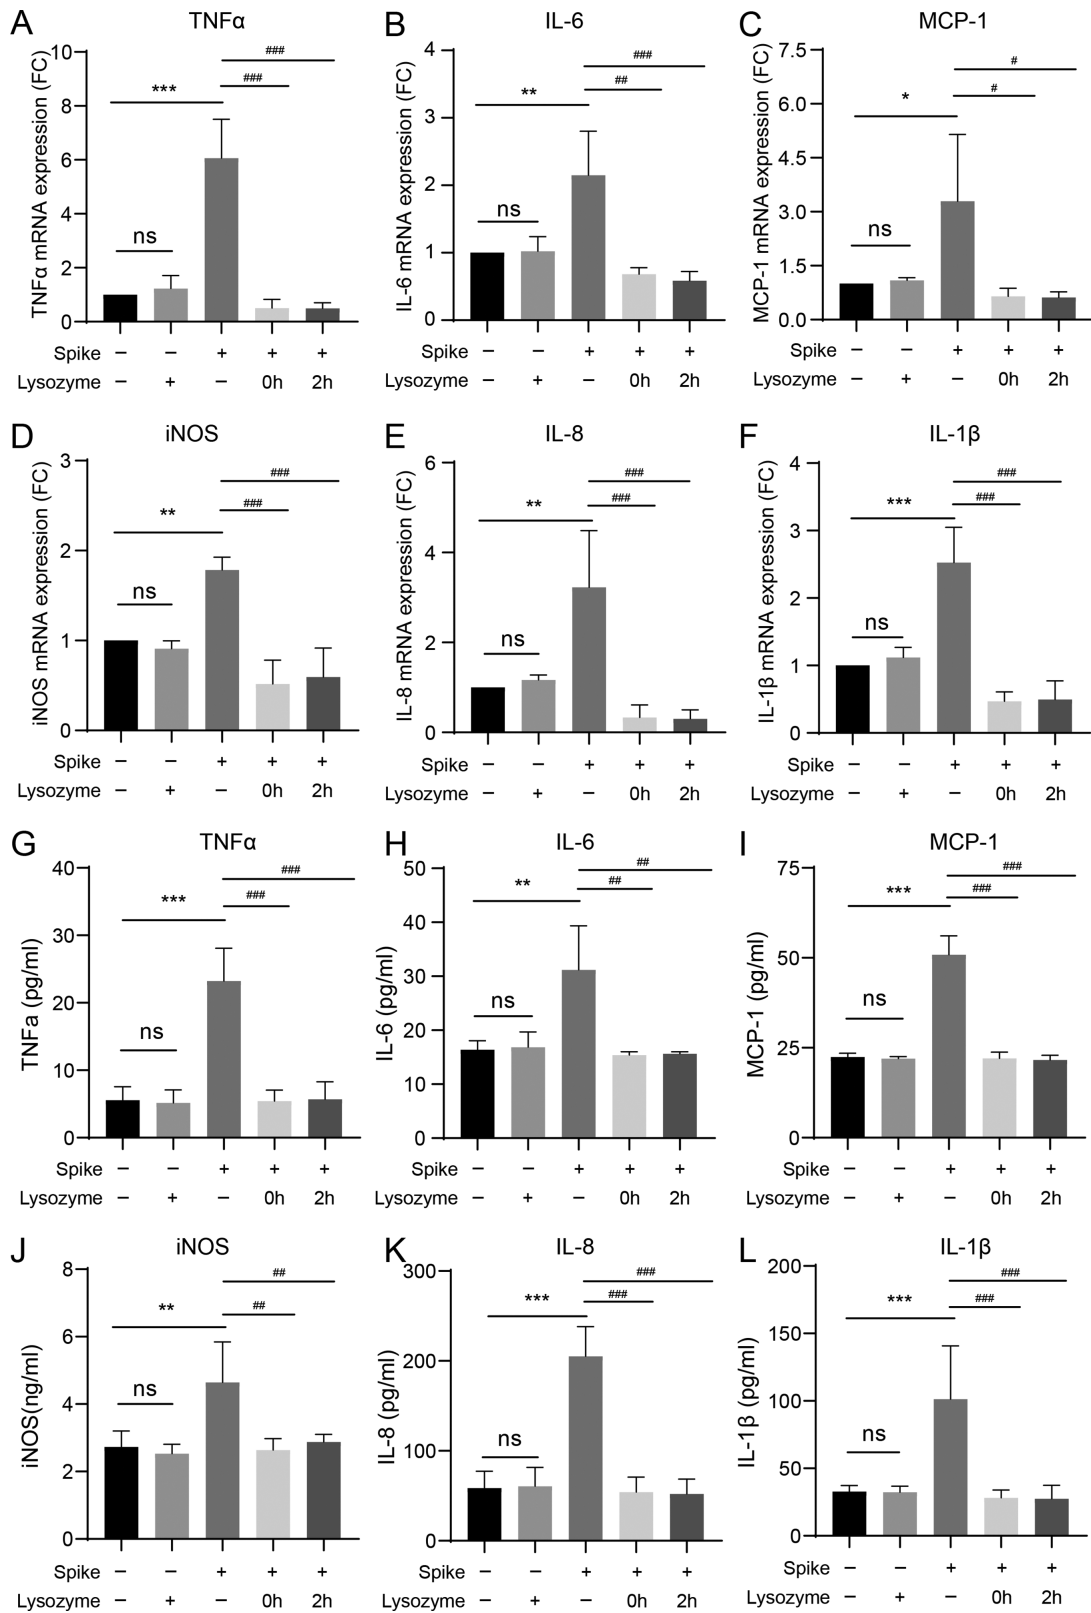 A TNFα
TNFα mRNA expression (FC)
10
8
6
4
2
0
***
###
###
ns
Spike − − + + +
Lysozyme − + − 0h 2h
B IL-6
IL-6 mRNA expression (FC)
4
3
2
1
0
**
###
##
ns
Spike − − + + +
Lysozyme − + − 0h 2h
C MCP-1
MCP-1 mRNA expression (FC)
7.5
6.0
4.5
3.0
1.5
0.0
*
#
#
ns
Spike − − + + +
Lysozyme − + − 0h 2h
D iNOS
iNOS mRNA expression (FC)
3
2
1
0
**
###
###
ns
Spike − − + + +
Lysozyme − + − 0h 2h
E IL-8
IL-8 mRNA expression (FC)
6
4
2
0
**
###
###
ns
Spike − − + + +
Lysozyme − + − 0h 2h
F IL-1β
IL-1β mRNA expression (FC)
4
3
2
1
0
***
###
###
ns
Spike − − + + +
Lysozyme − + − 0h 2h
G TNFα
TNFa (pg/ml)
40
30
20
10
0
***
###
###
ns
Spike − − + + +
Lysozyme − + − 0h 2h
H IL-6
IL-6 (pg/ml)
50
40
30
20
10
0
**
##
##
ns
Spike − − + + +
Lysozyme − + − 0h 2h
I MCP-1
MCP-1 (pg/ml)
75
50
25
0
***
###
###
ns
Spike − − + + +
Lysozyme − + − 0h 2h
J iNOS
iNOS(ng/ml)
8
6
4
2
0
**
##
##
ns
Spike − − + + +
Lysozyme − + − 0h 2h
K IL-8
IL-8 (pg/ml)
300
200
100
0
***
###
###
ns
Spike − − + + +
Lysozyme − + − 0h 2h
L IL-1β
IL-1β (pg/ml)
200
150
100
50
0
***
###
###
ns
Spike − − + + +
Lysozyme − + − 0h 2h